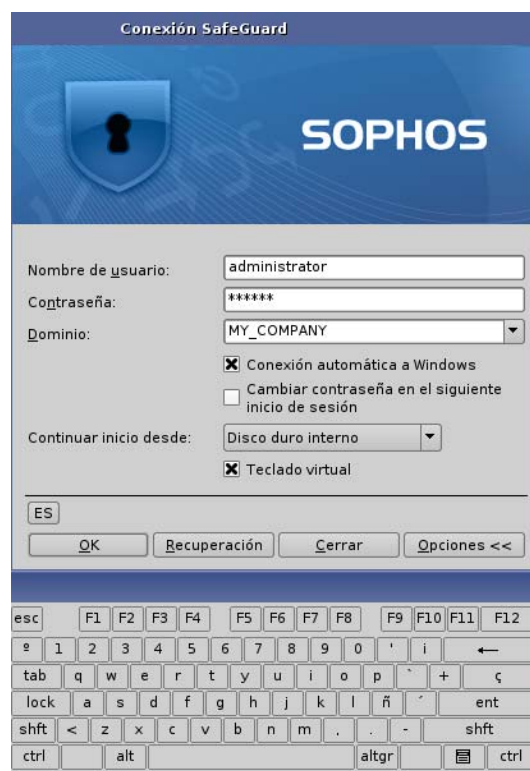 Conexión SafeGuard
SOPHOS
Nombre de usuario: administrator
Contraseña: ******
Dominio: MY_COMPANY
Conexión automática a Windows
Cambiar contraseña en el siguiente
inicio de sesión
Continuar inicio desde: Disco duro interno
Teclado virtual
ES
OK Recuperación Cerrar Opciones <<
esc F1 F2 F3 F4 F5 F6 F7 F8 F9 F10 F11 F12
º 1 2 3 4 5 6 7 8 9 0 ' i ←
tab q w e r t y u i o p ` + ç
lock a s d f g h j k l ñ ´ ent
shft < z x c v b n m , . - shft
ctrl alt altgr ctrl